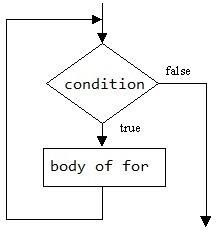 condition
false
true
body of for